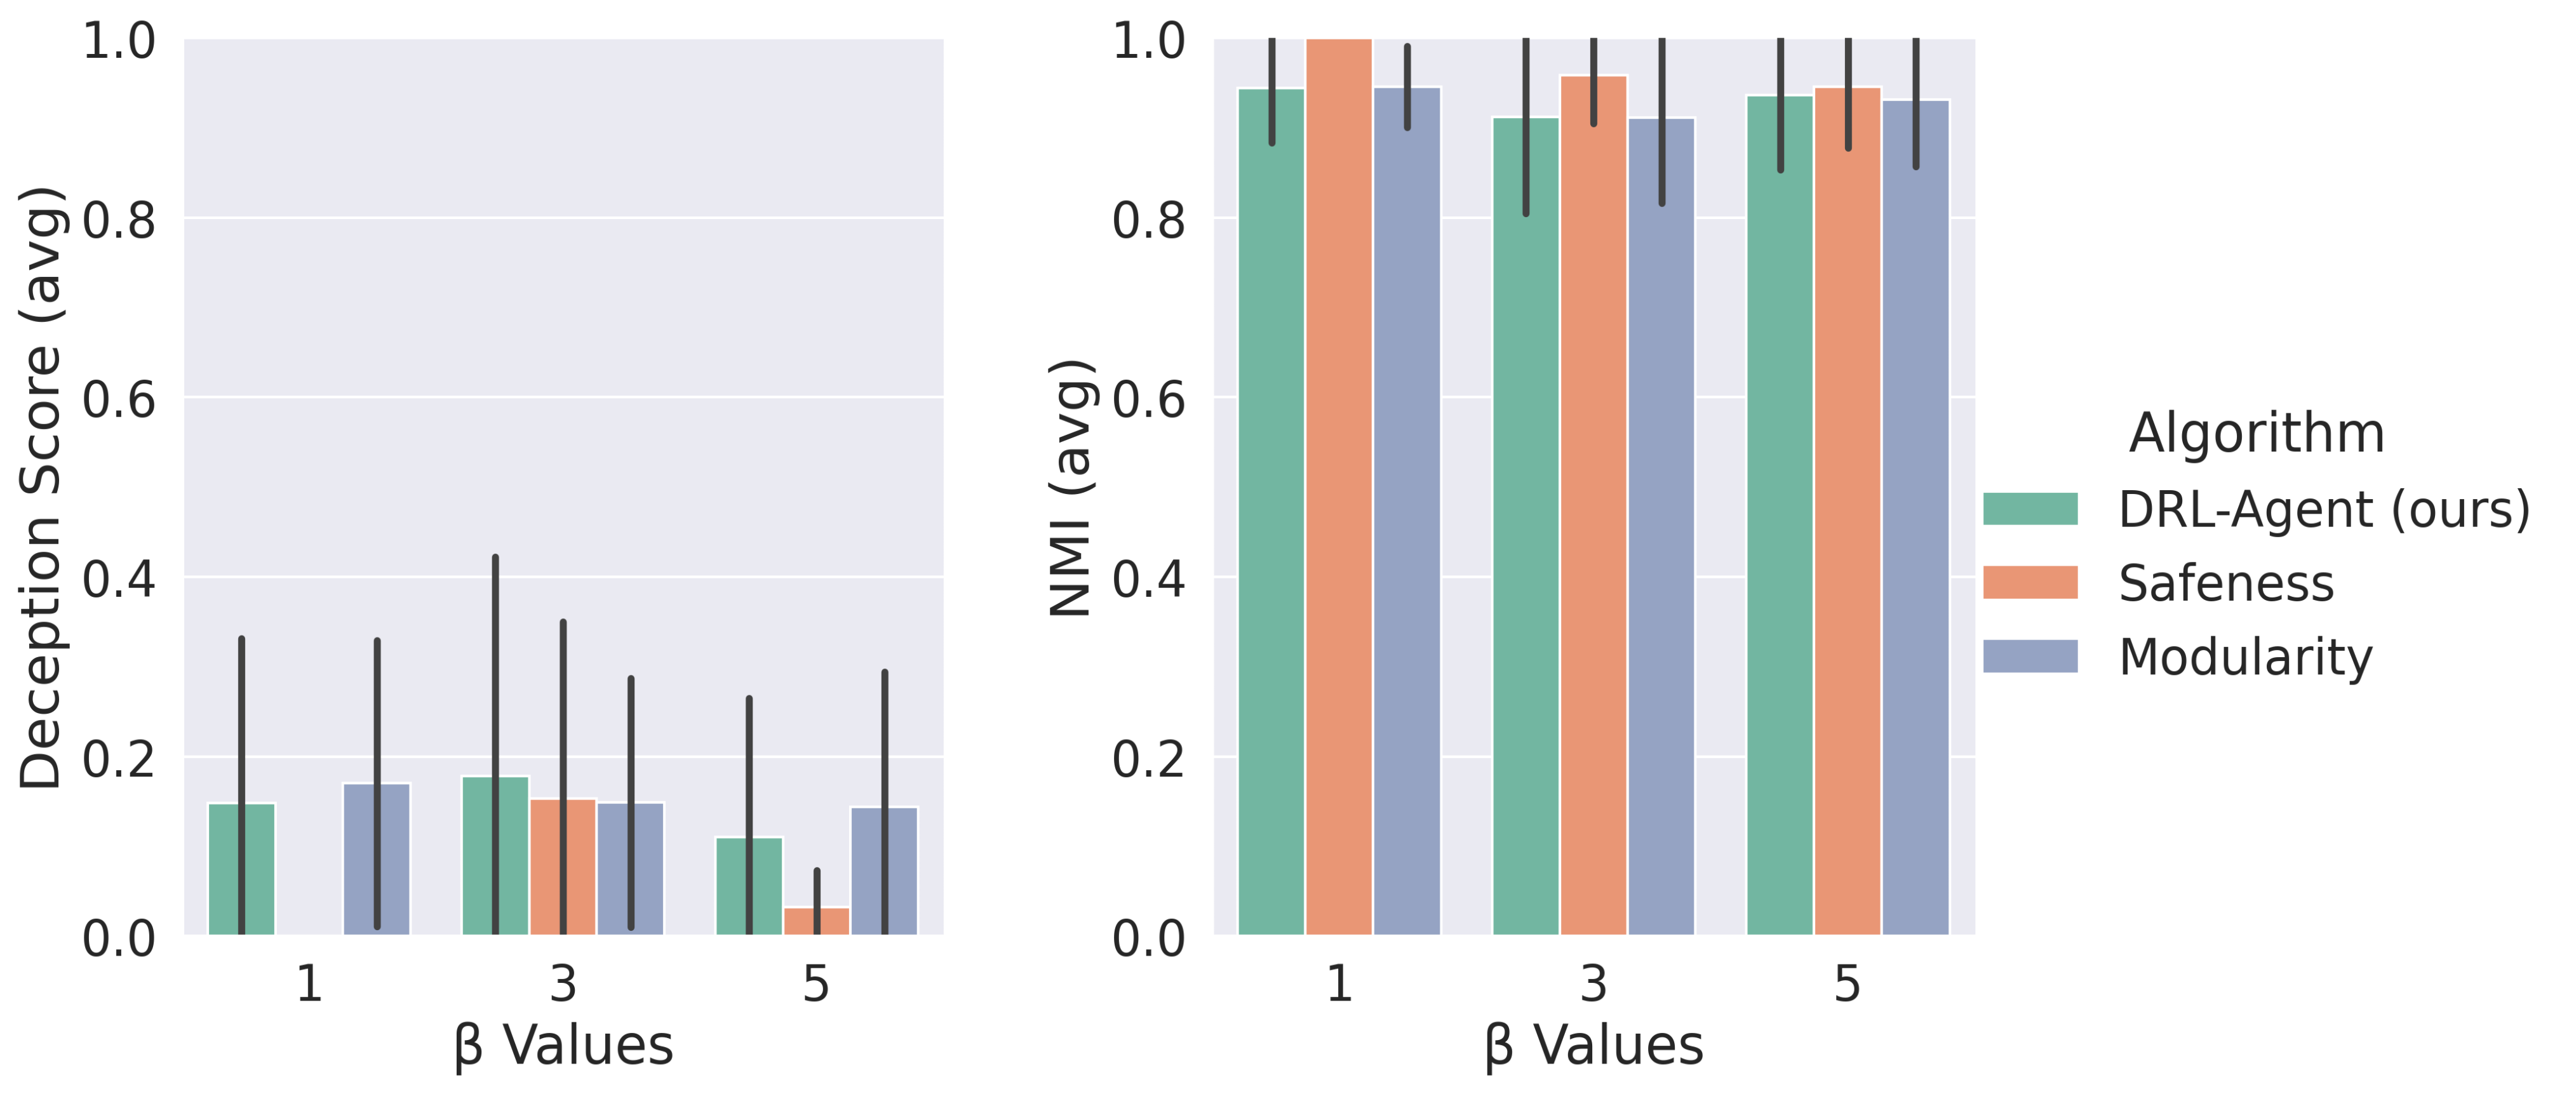 1.0
0.8
0.6
0.4
0.2
0.0
Deception Score (avg)
1
3
5
β Values
1.0
0.8
0.6
0.4
0.2
0.0
NMI (avg)
1
3
5
β Values
Algorithm
DRL-Agent (ours)
Safeness
Modularity